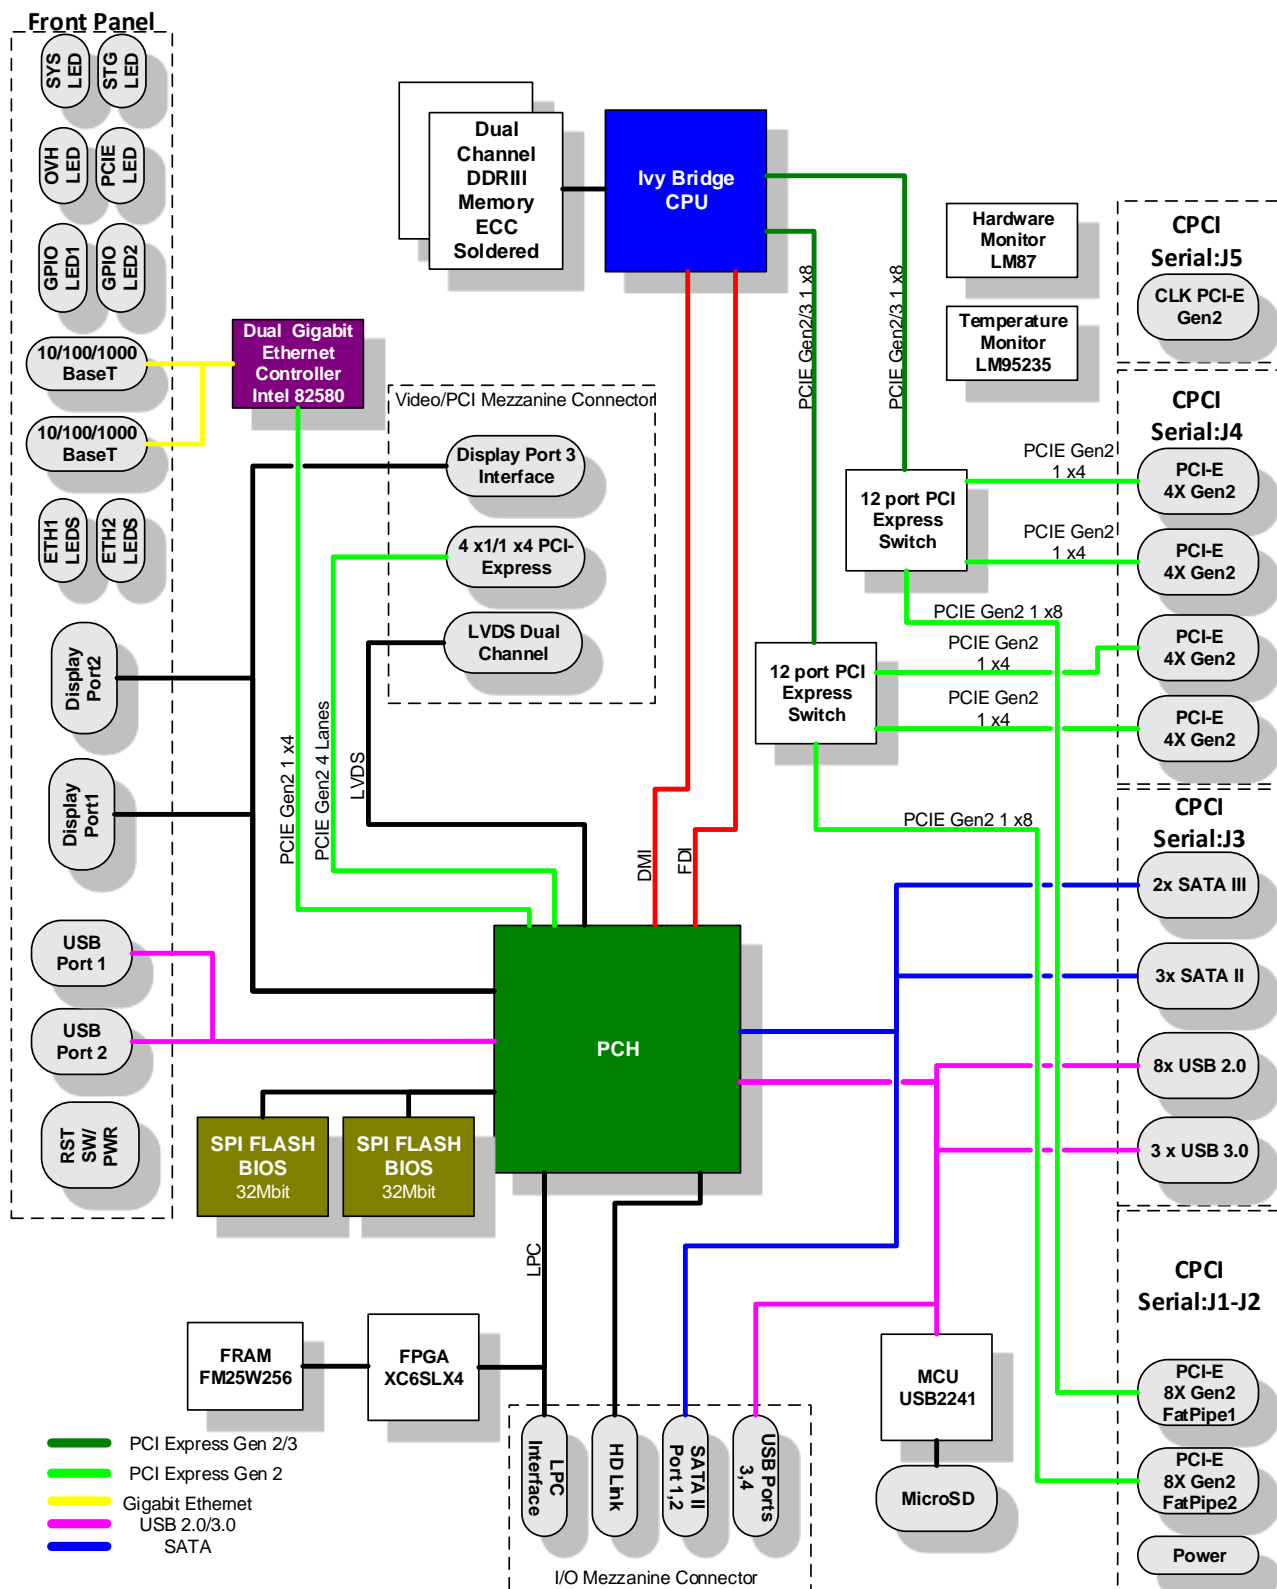 Front Panel
SYS
LED
STG
LED
OVH
LED
PCIE
LED
GPIO
LED1
GPIO
LED2
10/100/1000
BaseT
10/100/1000
BaseT
ETH1
LEDS
ETH2
LEDS
Display
Port2
Display
Port1
USB
Port 1
USB
Port 2
RST
SW/
PWR
Dual
Channel
DDRIII
Memory
ECC
Soldered
Ivy Bridge
CPU
Dual Gigabit
Ethernet
Controller
Intel 82580
Video/PCI Mezzanine Connector
Display Port 3
Interface
4 x1/1 x4 PCI-
Express
LVDS Dual
Channel
PCIE Gen2 1 x4
PCIE Gen2 4 Lanes
LVDS
DMI
FDI
PCIE Gen2/3 1 x8
PCIE Gen2/3 1 x8
Hardware
Monitor
LM87
Temperature
Monitor
LM95235
12 port PCI
Express
Switch
12 port PCI
Express
Switch
PCIE Gen2
1 x4
PCIE Gen2
1 x4
PCIE Gen2 1 x8
PCIE Gen2
1 x4
PCIE Gen2
1 x4
PCIE Gen2 1 x8
CPCI
Serial:J5
CLK PCI-E
Gen2
CPCI
Serial:J4
PCI-E
4X Gen2
PCI-E
4X Gen2
PCI-E
4X Gen2
PCI-E
4X Gen2
CPCI
Serial:J3
2x SATA III
3x SATA II
8x USB 2.0
3 x USB 3.0
CPCI
Serial:J1-J2
PCI-E
8X Gen2
FatPipe1
PCI-E
8X Gen2
FatPipe2
Power
PCH
SPI FLASH
BIOS
32Mbit
SPI FLASH
BIOS
32Mbit
LPC
FRAM
FM25W256
FPGA
XC6SLX4
MCU
USB2241
MicroSD
LPC
Interface
HD Link
SATA II
Port 1,2
USB Ports
3,4
I/O Mezzanine Connector
PCI Express Gen 2/3
PCI Express Gen 2
Gigabit Ethernet
USB 2.0/3.0
SATA